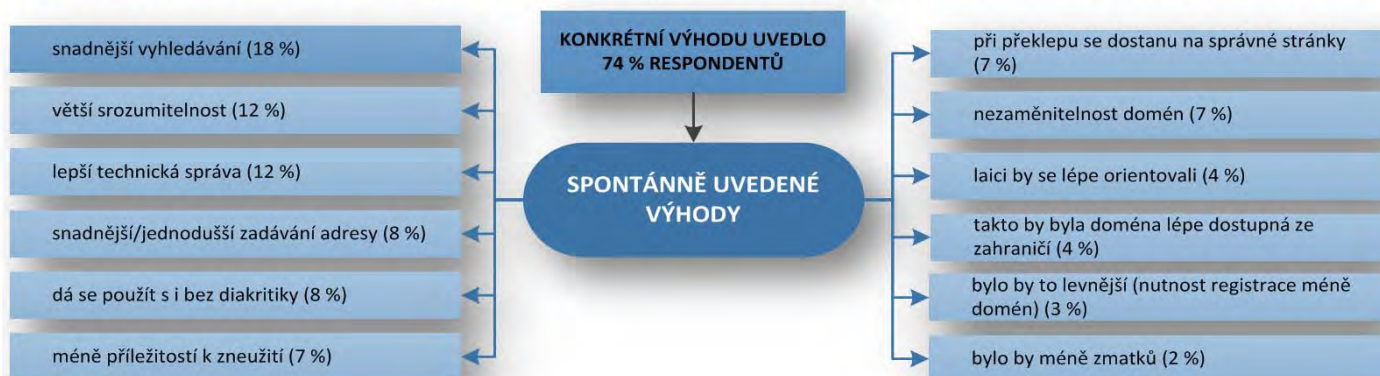 KONKRÉTNÍ VÝHODU UVEDLO
74 % RESPONDENTŮ
SPONTÁNNĚ UVEDENÉ
VÝHODY
snadnější vyhledávání (18 %)
větší srozumitelnost (12 %)
lepší technická správa (12 %)
snadnější/jednodušší zadávání adresy (8 %)
dá se použít s i bez diakritiky (8 %)
méně příležitostí k zneužití (7 %)
při překlepu se dostanu na správné stránky
(7 %)
nezaměnitelnost domén (7 %)
laici by se lépe orientovali (4 %)
takto by byla doména lépe dostupná ze
zahraničí (4 %)
bylo by to levnější (nutnost registrace méně
domén) (3 %)
bylo by méně zmatků (2 %)